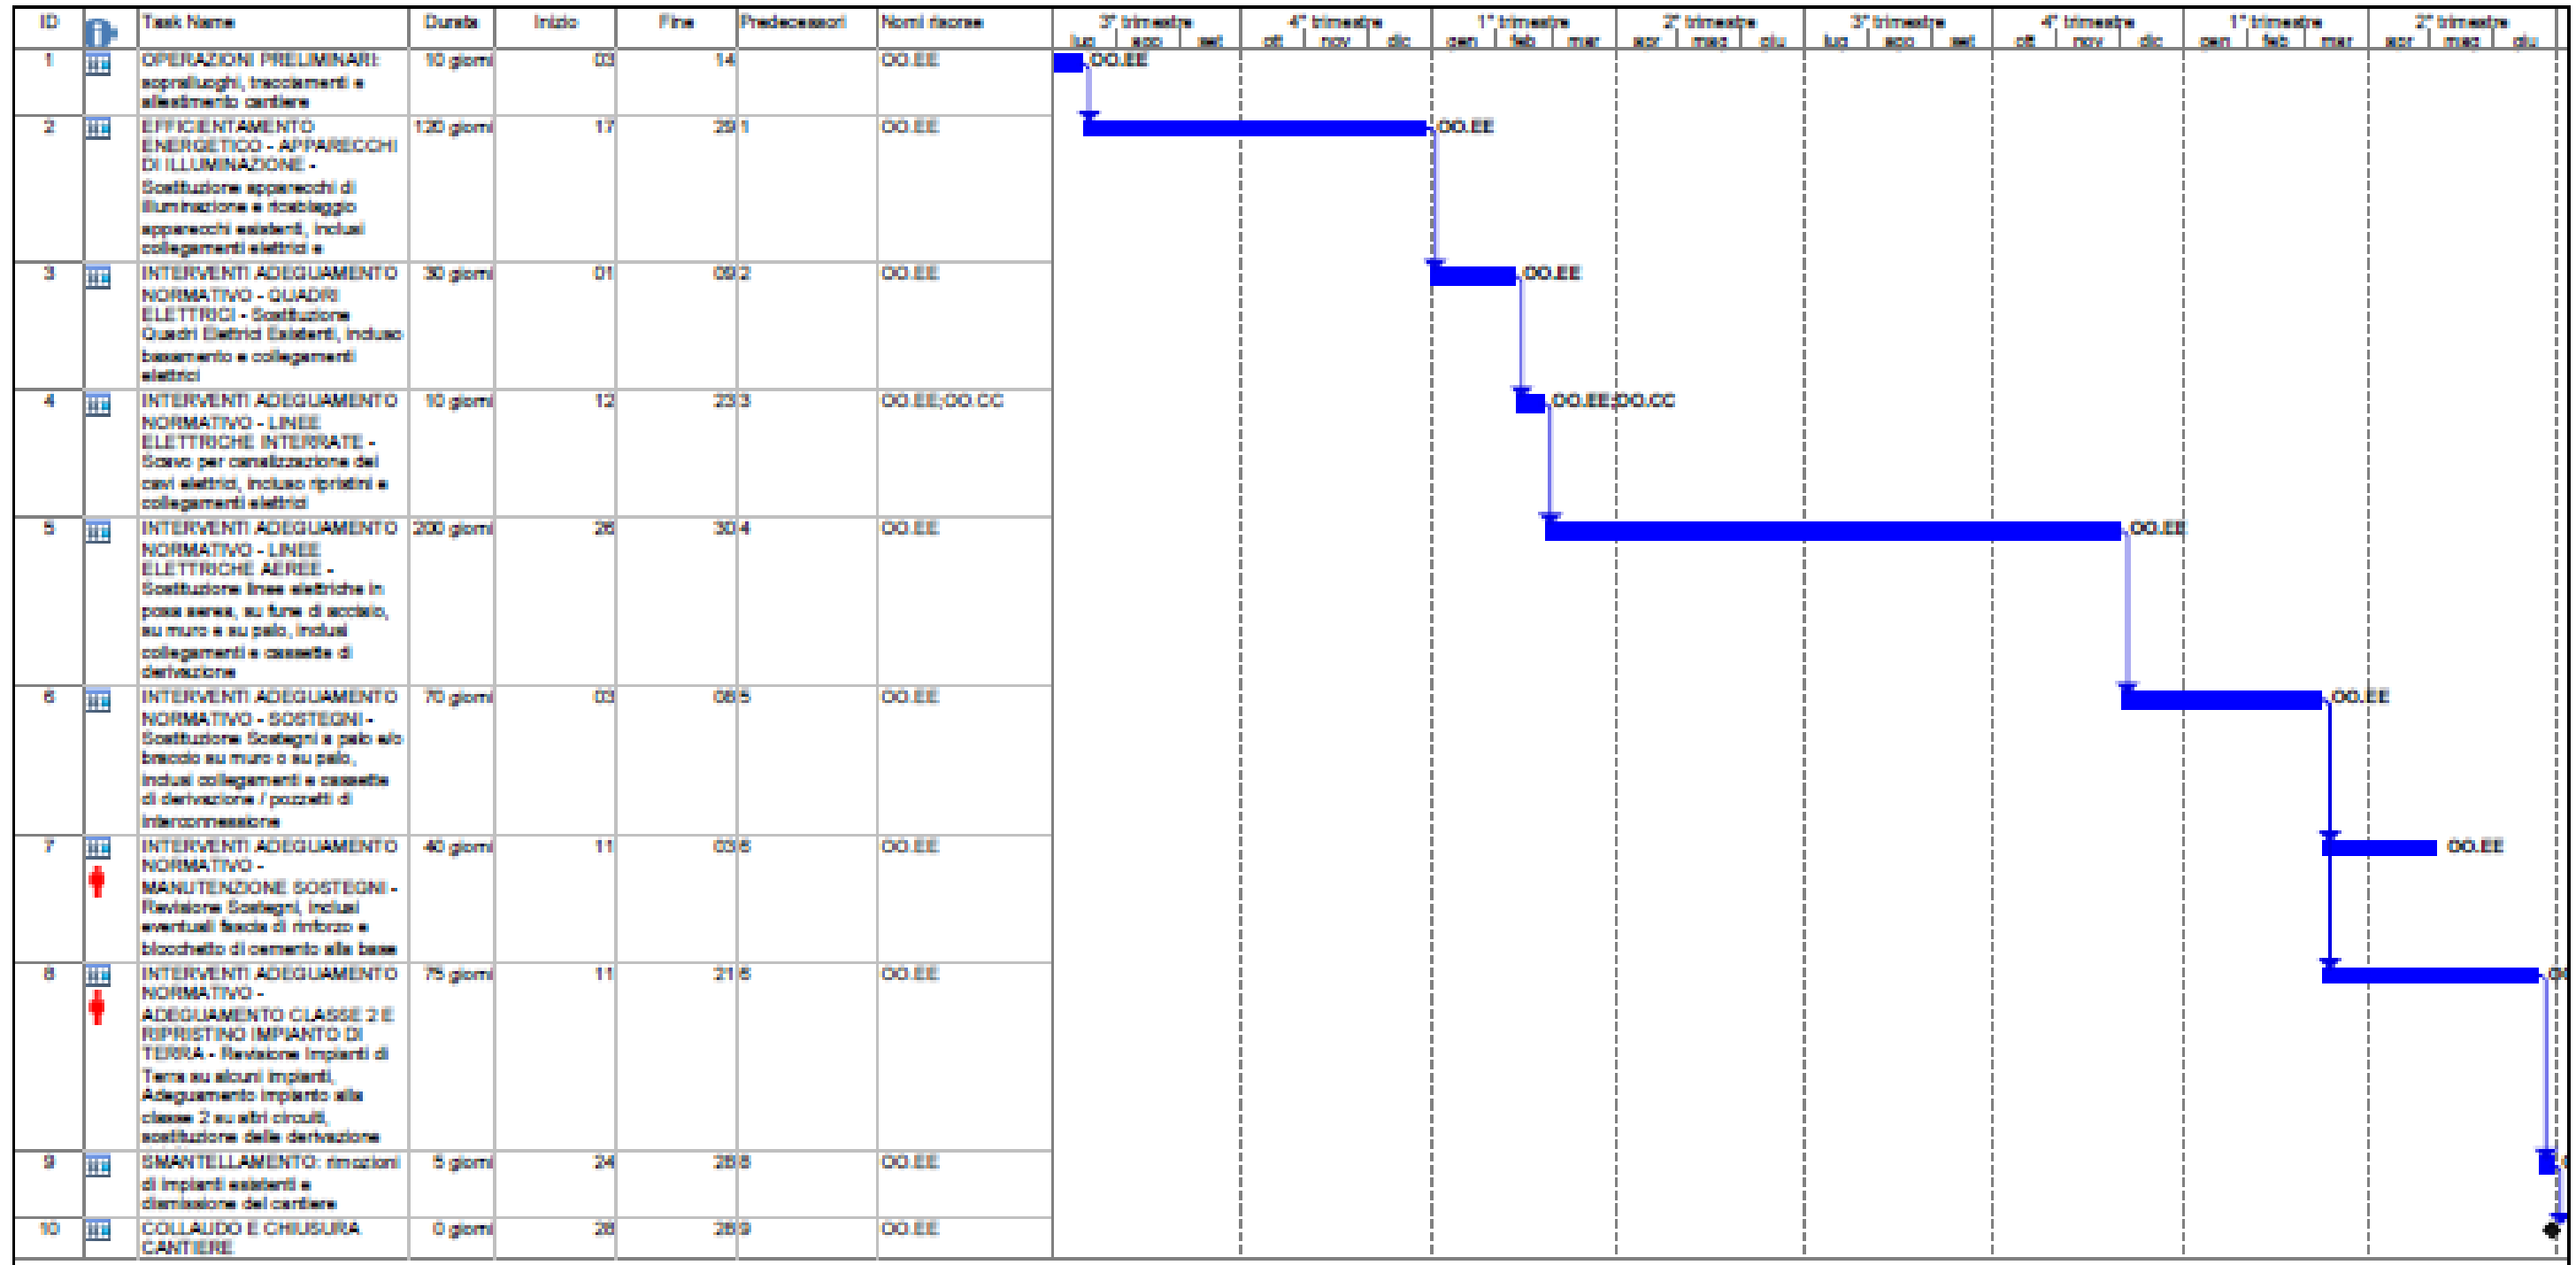 ID Task Name Durata Inizio Fine Predecessori Nomi risorse 3° trimestre 4° trimestre 1° trimestre 2° trimestre 3° trimestre 4° trimestre 1° trimestre 2° trimestre
lug ago set ott nov dic gen feb mar apr mag giu lug ago set ott nov dic gen feb mar apr mag giu
1 OPERAZIONI PRELIMINARI: 10 giorni 03 14 OO.EE OO.EE
sopralluoghi, tracciamenti e
allestimento cantiere
2 EFFICIENTAMENTO 120 giorni 17 29 1 OO.EE OO.EE
ENERGETICO - APPARECCHI
DI ILLUMINAZIONE -
Sostituzione apparecchi di
illuminazione e ricablaggio
apparecchi esistenti, inclusi
collegamenti elettrici e
3 INTERVENTI ADEGUAMENTO 30 giorni 01 09 2 OO.EE OO.EE
NORMATIVO - QUADRI
ELETTRICI - Sostituzione
Quadri Elettrici Esistenti, incluso
basamento e collegamenti
elettrici
4 INTERVENTI ADEGUAMENTO 10 giorni 12 23 3 OO.EE;OO.CC OO.EE;OO.CC
NORMATIVO - LINEE
ELETTRICHE INTERRATE -
Scavo per canalizzazione dei
cavi elettrici, incluso ripristini e
collegamenti elettrici
5 INTERVENTI ADEGUAMENTO 200 giorni 26 30 4 OO.EE OO.EE
NORMATIVO - LINEE
ELETTRICHE AEREE -
Sostituzione linee elettriche in
posa aerea, su fune di acciaio,
su muro e su palo, inclusi
collegamenti e cassette di
derivazione
6 INTERVENTI ADEGUAMENTO 70 giorni 03 08 5 OO.EE OO.EE
NORMATIVO - SOSTEGNI -
Sostituzione Sostegni a palo e/o
braccio su muro o su palo,
inclusi collegamenti e cassette
di derivazione / pozzetti di
interconnessione
7 INTERVENTI ADEGUAMENTO 40 giorni 11 03 6 OO.EE OO.EE
NORMATIVO -
MANUTENZIONE SOSTEGNI -
Revisione Sostegni, inclusi
eventuali fascia di rinforzo e
blocchetto di cemento alla base
8 INTERVENTI ADEGUAMENTO 75 giorni 11 21 6 OO.EE
NORMATIVO -
ADEGUAMENTO CLASSE 2 E
RIPRISTINO IMPIANTO DI
TERRA - Revisione Impianti di
Terra su alcuni impianti,
Adeguamento impianto alla
classe 2 su altri circuiti,
sostituzione delle derivazione
9 SMANTELLAMENTO: rimozioni 5 giorni 24 28 8 OO.EE
di impianti esistenti e
dismissione del cantiere
10 COLLAUDO E CHIUSURA 0 giorni 28 28 9 OO.EE
CANTIERE